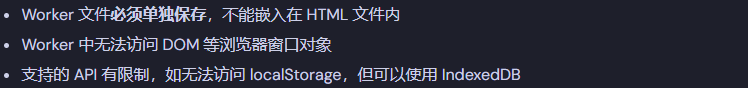 Worker 文件必须单独保存，不能嵌入在 HTML 文件内
Worker 中无法访问 DOM 等浏览器窗口对象
支持的 API 有限制，如无法访问 localStorage，但可以使用 IndexedDB